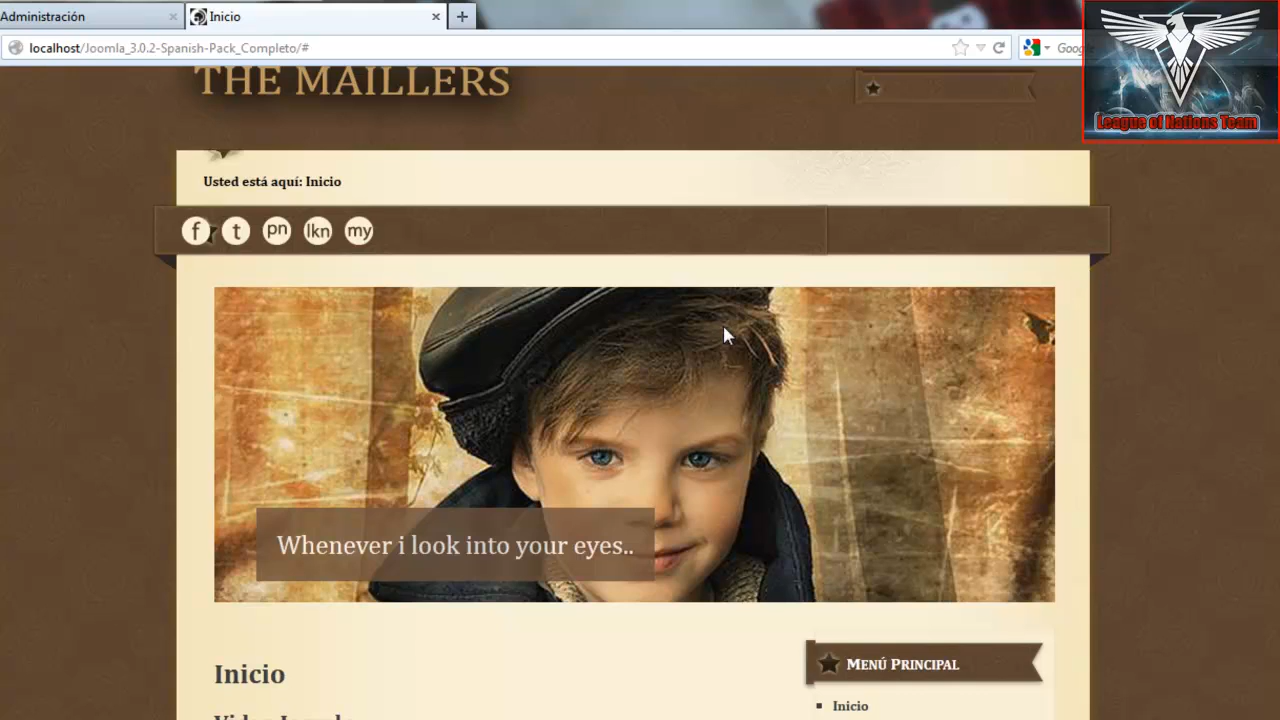 Administración
Inicio
localhost/Joomla_3.0.2-Spanish-Pack_Completo/#
Google
League of Nations Team
THE MAILLERS
Usted está aquí: Inicio
f t pn lkn my
Whenever i look into your eyes..
Inicio
MENÚ PRINCIPAL
Inicio